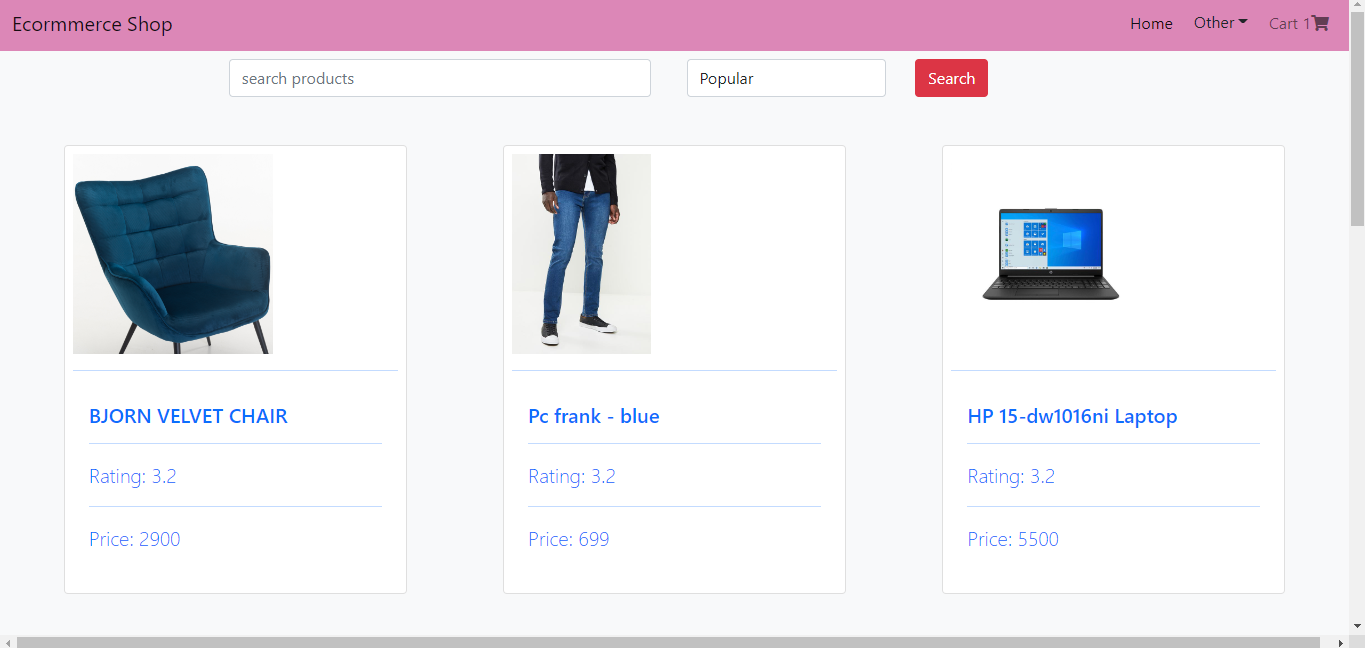 Ecormmerce Shop
Home Other Cart 1
search products
Popular
Search
BJORN VELVET CHAIR
Rating: 3.2
Price: 2900
Pc frank - blue
Rating: 3.2
Price: 699
HP 15-dw1016ni Laptop
Rating: 3.2
Price: 5500